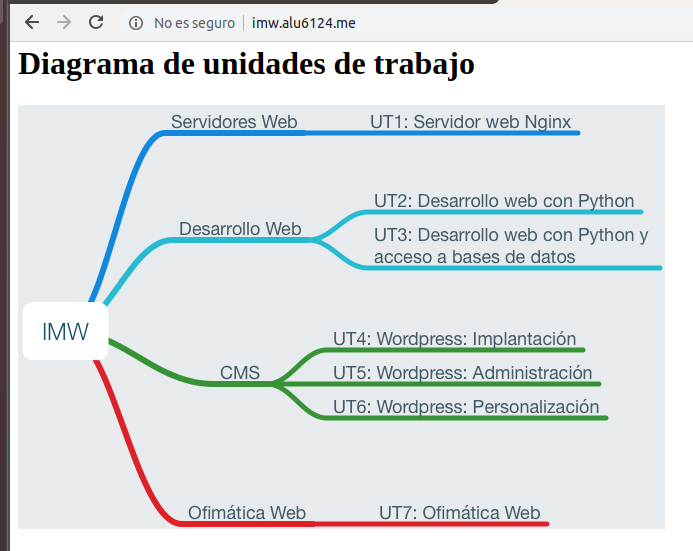 No es seguro | imw.alu6124.me
Diagrama de unidades de trabajo
Servidores Web
UT1: Servidor web Nginx
Desarrollo Web
UT2: Desarrollo web con Python
UT3: Desarrollo web con Python y
acceso a bases de datos
IMW
CMS
UT4: Wordpress: Implantación
UT5: Wordpress: Administración
UT6: Wordpress: Personalización
Ofimática Web
UT7: Ofimática Web